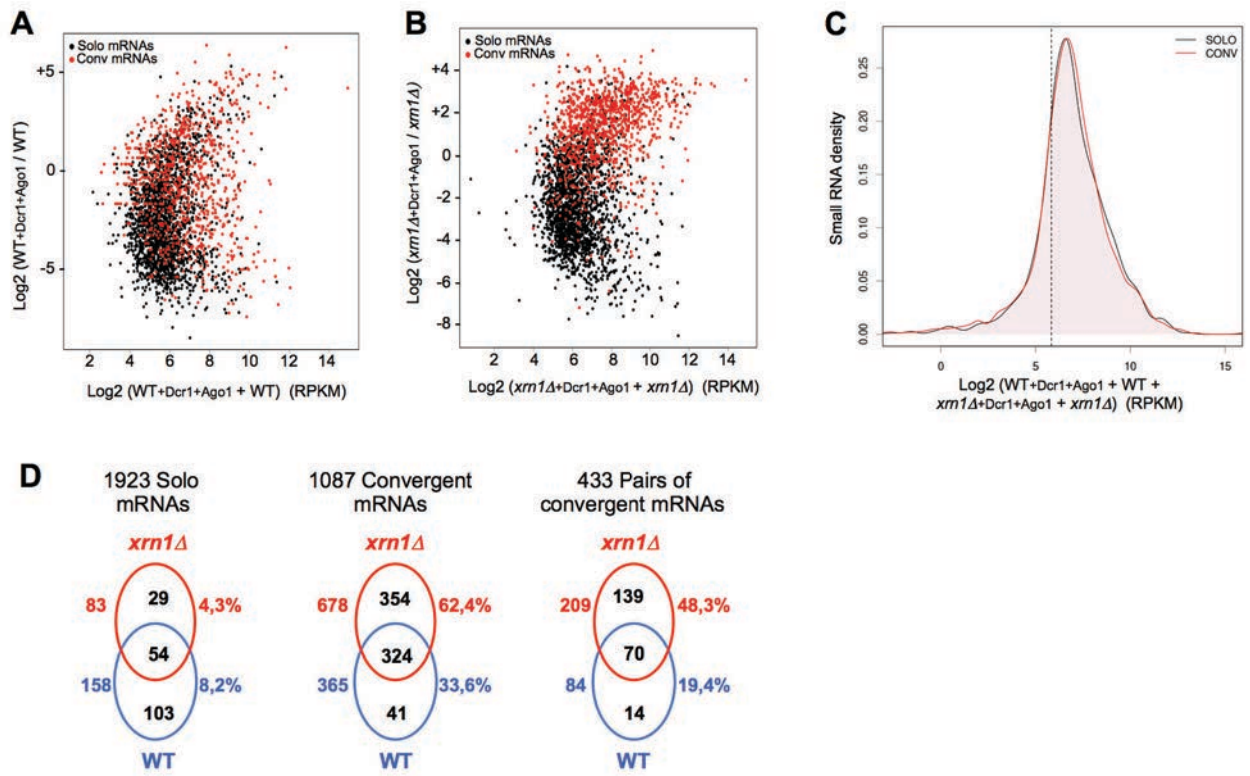 A
Solo mRNAs
Conv mRNAs
+5
0
-5
Log2 (WT+Dcr1+Ago1 / WT)
2 4 6 8 10 12 14
Log2 (WT+Dcr1+Ago1 + WT) (RPKM)
B
Solo mRNAs
Conv mRNAs
+4
+2
0
-2
-4
-6
-8
Log2 (xrn1Δ+Dcr1+Ago1 / xrn1Δ)
2 4 6 8 10 12 14
Log2 (xrn1Δ+Dcr1+Ago1 + xrn1Δ) (RPKM)
C
SOLO
CONV
0.25
0.20
0.15
0.10
0.05
0.00
Small RNA density
0 5 10 15
Log2 (WT+Dcr1+Ago1 + WT +
xrn1Δ+Dcr1+Ago1 + xrn1Δ) (RPKM)
D
1923 Solo
mRNAs
xrn1Δ
83 29 4,3%
54
158 8,2%
103
WT
1087 Convergent
mRNAs
xrn1Δ
678 354 62,4%
324
365 33,6%
41
WT
433 Pairs of
convergent mRNAs
xrn1Δ
209 139 48,3%
70
84 19,4%
14
WT